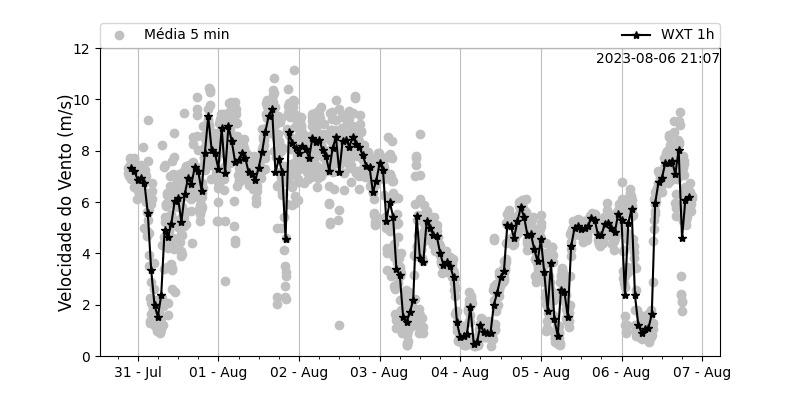 Média 5 min
WXT 1h
2023-08-06 21:07
Velocidade do Vento (m/s)
12
10
8
6
4
2
0
31 - Jul
01 - Aug
02 - Aug
03 - Aug
04 - Aug
05 - Aug
06 - Aug
07 - Aug